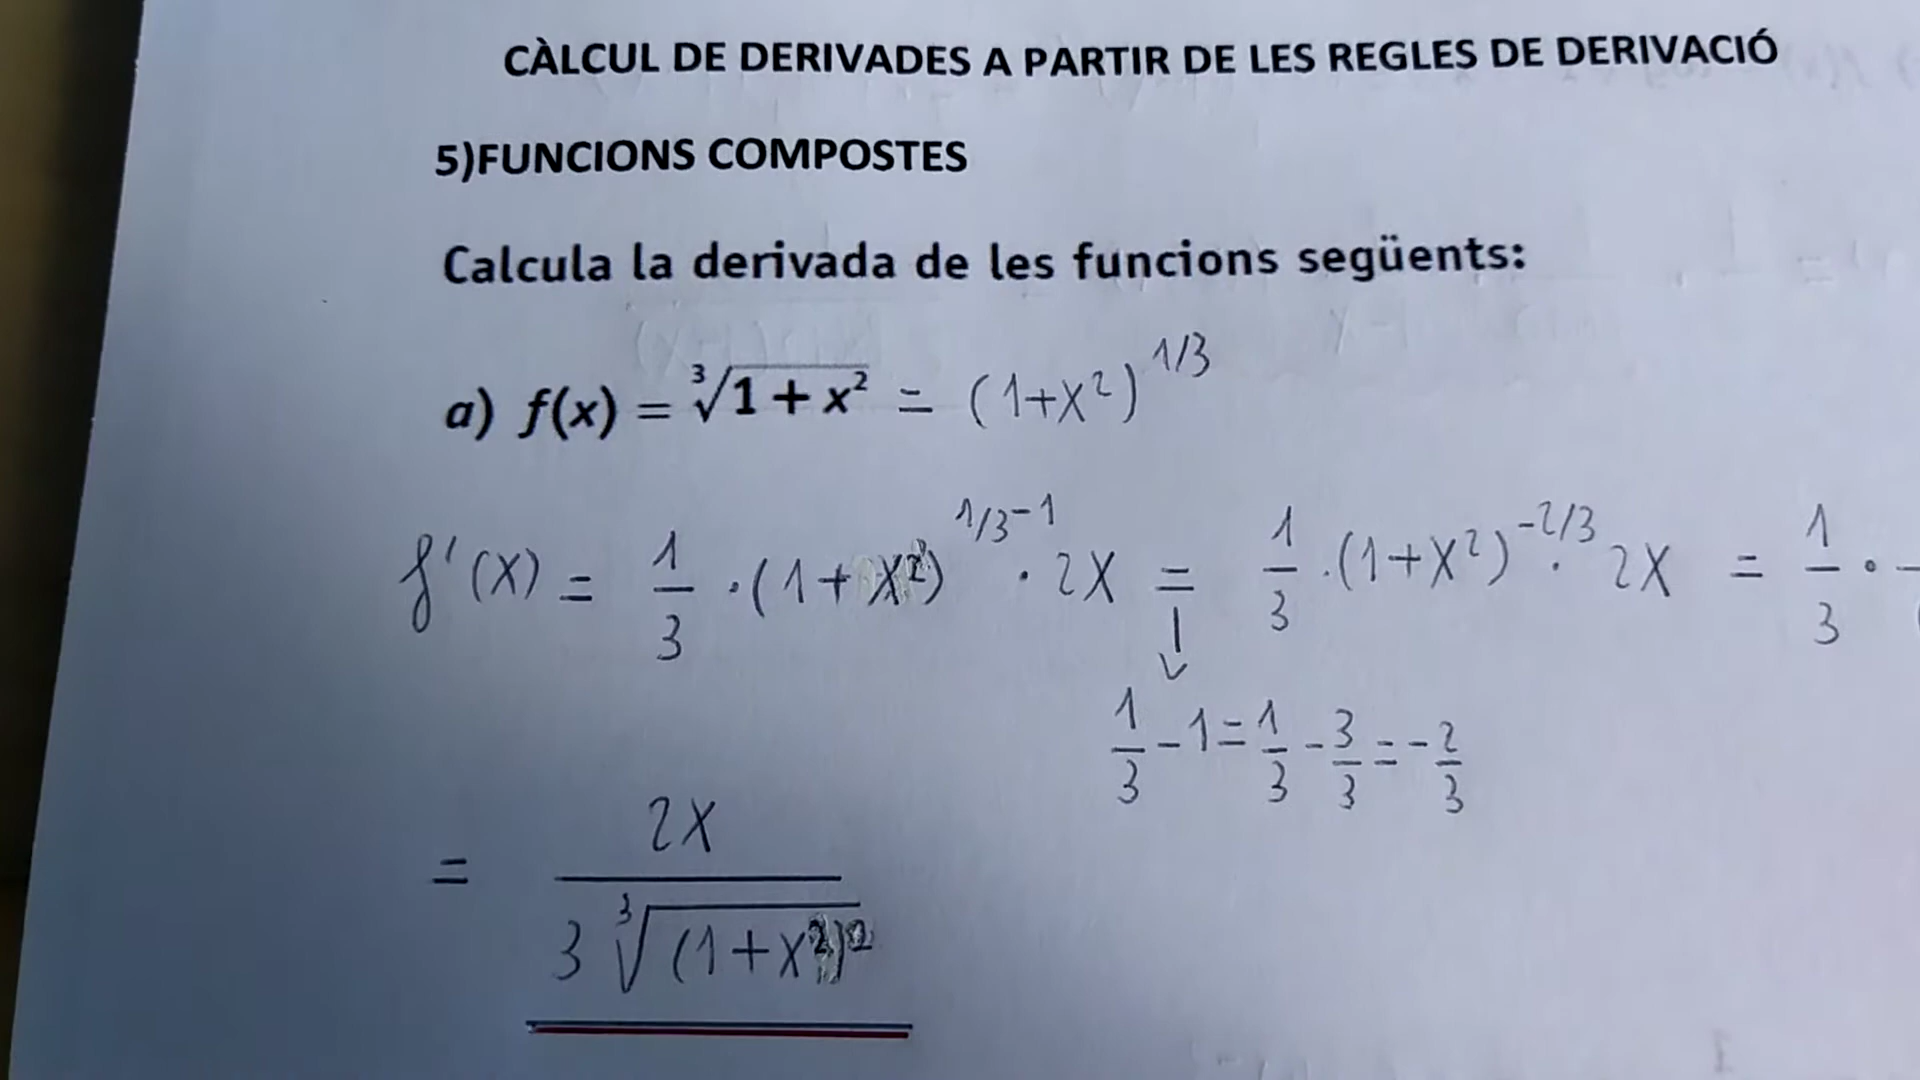 CÀLCUL DE DERIVADES A PARTIR DE LES REGLES DE DERIVACIÓ
5)FUNCIONS COMPOSTES
Calcula la derivada de les funcions següents:
a) f(x) = ∛(1 + x²) = (1+x²)^1/3
f'(x) = 1/3 · (1+x²)^1/3-1 · 2x = 1/3 · (1+x²)^-2/3 · 2x = 1/3 ·
↓
1/3 - 1 = 1/3 - 3/3 = -2/3
= 2x / 3 ∛(1+x²)²